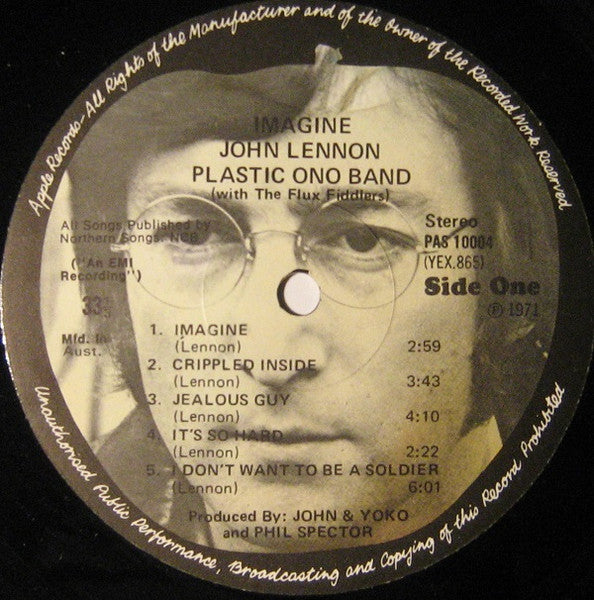 Apple Records-All Rights of the Manufacturer and of the Owner of the Recorded Work Reserved
IMAGINE
JOHN LENNON
PLASTIC ONO BAND
(with The Flux Fiddlers)
All Songs Published by
Northern Songs. NCB
("An EMI
Recording")
33⅓
Mfd. In
Aust.
Stereo
PAS 10004
(YEX.865)
Side One
℗ 1971
1. IMAGINE
(Lennon) 2:59
2. CRIPPLED INSIDE
(Lennon) 3:43
3. JEALOUS GUY
(Lennon) 4:10
4. IT'S SO HARD
(Lennon) 2:22
5. I DON'T WANT TO BE A SOLDIER
(Lennon) 6:01
Produced By: JOHN & YOKO
and PHIL SPECTOR
Unauthorised Public Performance, Broadcasting and Copying of this Record Prohibited